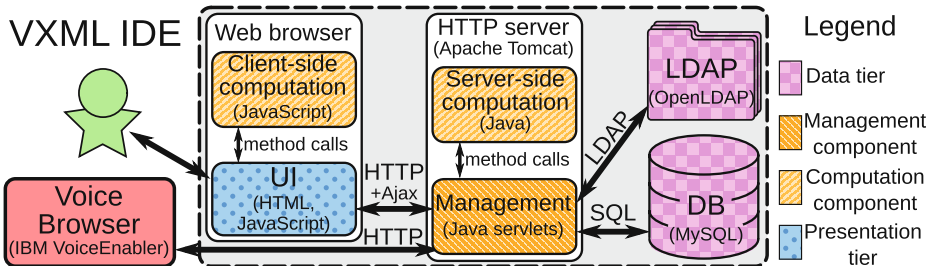 VXML IDE
Web browser
Client-side
computation
(JavaScript)
method calls
UI
(HTML,
JavaScript)
Voice
Browser
(IBM VoiceEnabler)
HTTP
+Ajax
HTTP
HTTP server
(Apache Tomcat)
Server-side
computation
(Java)
method calls
Management
(Java servlets)
LDAP
SQL
LDAP
(OpenLDAP)
DB
(MySQL)
Legend
Data tier
Management
component
Computation
component
Presentation
tier